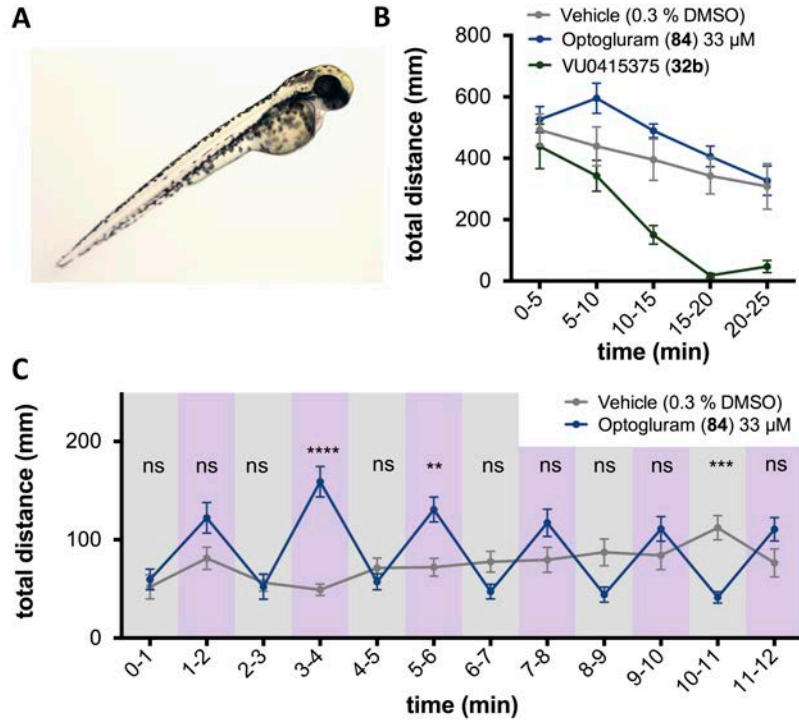 A
B
Vehicle (0.3 % DMSO)
Optogluram (84) 33 µM
VU0415375 (32b)
total distance (mm)
800
600
400
200
0
0-5
5-10
10-15
15-20
20-25
time (min)
C
Vehicle (0.3 % DMSO)
Optogluram (84) 33 µM
total distance (mm)
200
100
0
ns
ns
ns
****
ns
**
ns
ns
ns
ns
***
ns
0-1
1-2
2-3
3-4
4-5
5-6
6-7
7-8
8-9
9-10
10-11
11-12
time (min)